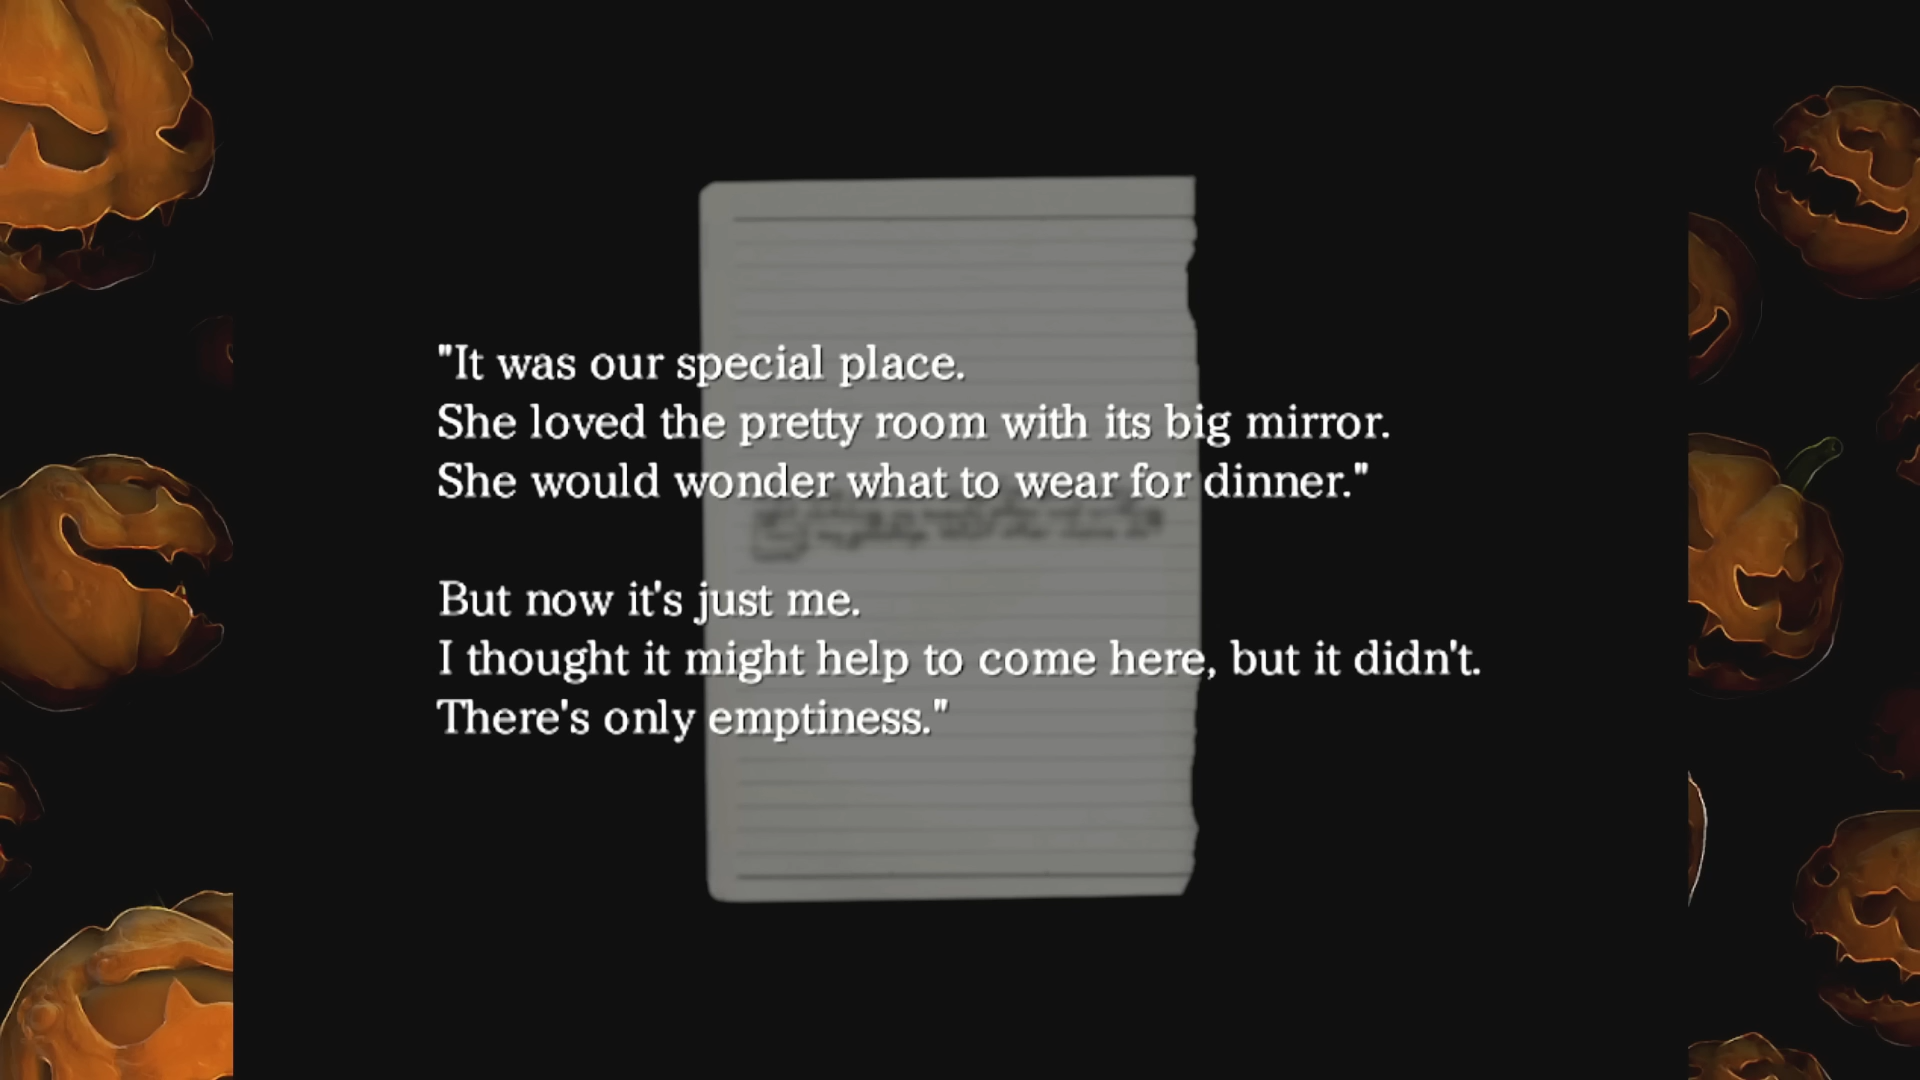 "It was our special place.
She loved the pretty room with its big mirror.
She would wonder what to wear for dinner."
But now it's just me.
I thought it might help to come here, but it didn't.
There's only emptiness."